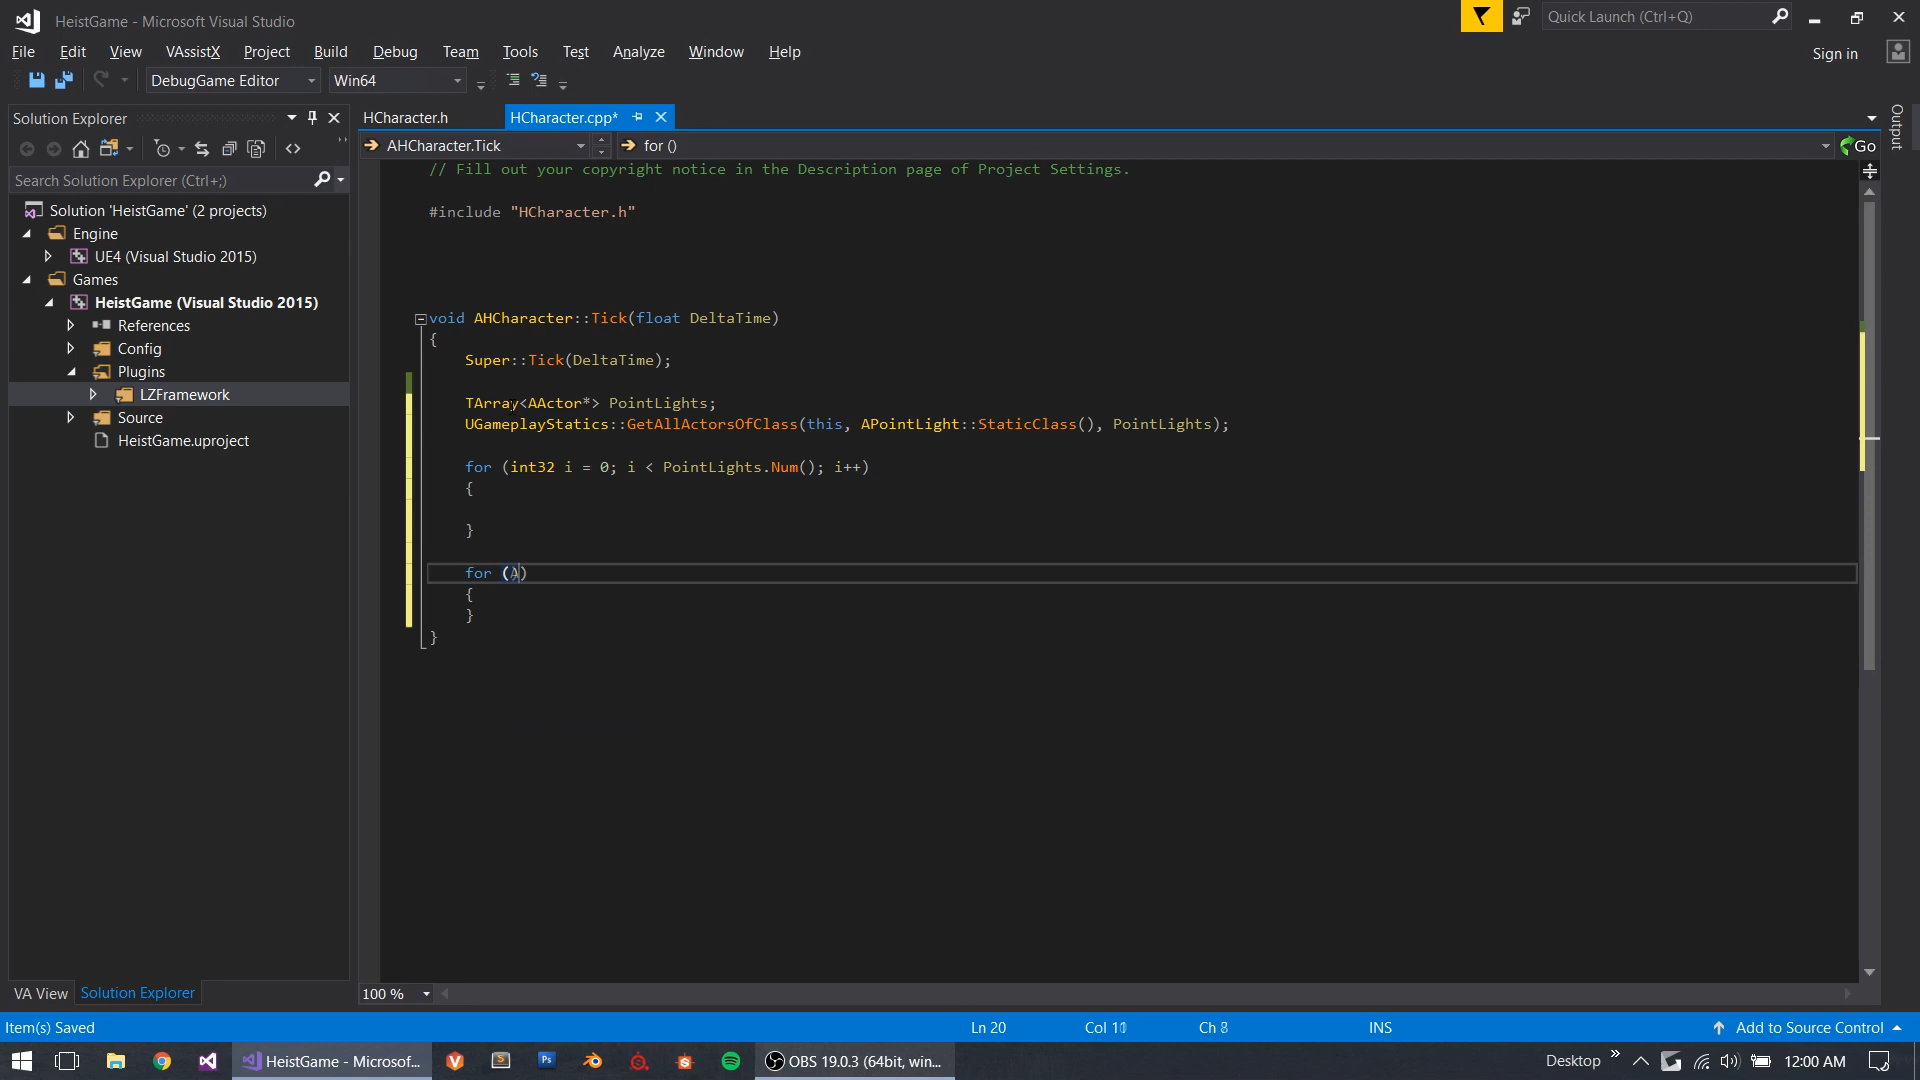 HeistGame - Microsoft Visual Studio
Quick Launch (Ctrl+Q)
File Edit View VAssistX Project Build Debug Team Tools Test Analyze Window Help
Sign in
DebugGame Editor Win64
Solution Explorer
HCharacter.h HCharacter.cpp*
Output
AHCharacter.Tick for () Go
Search Solution Explorer (Ctrl+;)
Solution 'HeistGame' (2 projects)
Engine
UE4 (Visual Studio 2015)
Games
HeistGame (Visual Studio 2015)
References
Config
Plugins
LZFramework
Source
HeistGame.uproject
// Fill out your copyright notice in the Description page of Project Settings.
#include "HCharacter.h"
void AHCharacter::Tick(float DeltaTime)
{
Super::Tick(DeltaTime);
TArray<AActor*> PointLights;
UGameplayStatics::GetAllActorsOfClass(this, APointLight::StaticClass(), PointLights);
for (int32 i = 0; i < PointLights.Num(); i++)
{
}
for (A)
{
}
}
VA View Solution Explorer
100 %
Item(s) Saved Ln 20 Col 10 Ch 8 INS Add to Source Control
HeistGame - Microsof... OBS 19.0.3 (64bit, win... Desktop 12:00 AM